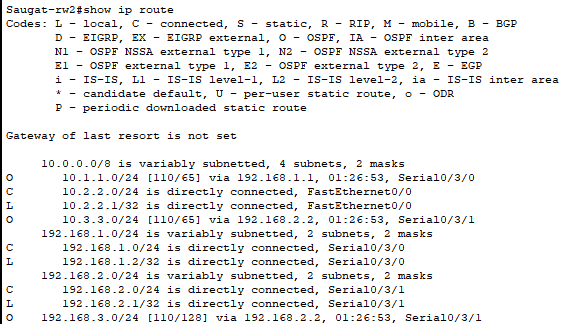 Saugat-rw2#show ip route
Codes: L - local, C - connected, S - static, R - RIP, M - mobile, B - BGP
       D - EIGRP, EX - EIGRP external, O - OSPF, IA - OSPF inter area
       N1 - OSPF NSSA external type 1, N2 - OSPF NSSA external type 2
       E1 - OSPF external type 1, E2 - OSPF external type 2, E - EGP
       i - IS-IS, L1 - IS-IS level-1, L2 - IS-IS level-2, ia - IS-IS inter area
       * - candidate default, U - per-user static route, o - ODR
       P - periodic downloaded static route
Gateway of last resort is not set
     10.0.0.0/8 is variably subnetted, 4 subnets, 2 masks
O       10.1.1.0/24 [110/65] via 192.168.1.1, 01:26:53, Serial0/3/0
C       10.2.2.0/24 is directly connected, FastEthernet0/0
L       10.2.2.1/32 is directly connected, FastEthernet0/0
O       10.3.3.0/24 [110/65] via 192.168.2.2, 01:26:53, Serial0/3/1
     192.168.1.0/24 is variably subnetted, 2 subnets, 2 masks
C       192.168.1.0/24 is directly connected, Serial0/3/0
L       192.168.1.2/32 is directly connected, Serial0/3/0
     192.168.2.0/24 is variably subnetted, 2 subnets, 2 masks
C       192.168.2.0/24 is directly connected, Serial0/3/1
L       192.168.2.1/32 is directly connected, Serial0/3/1
O    192.168.3.0/24 [110/128] via 192.168.2.2, 01:26:53, Serial0/3/1